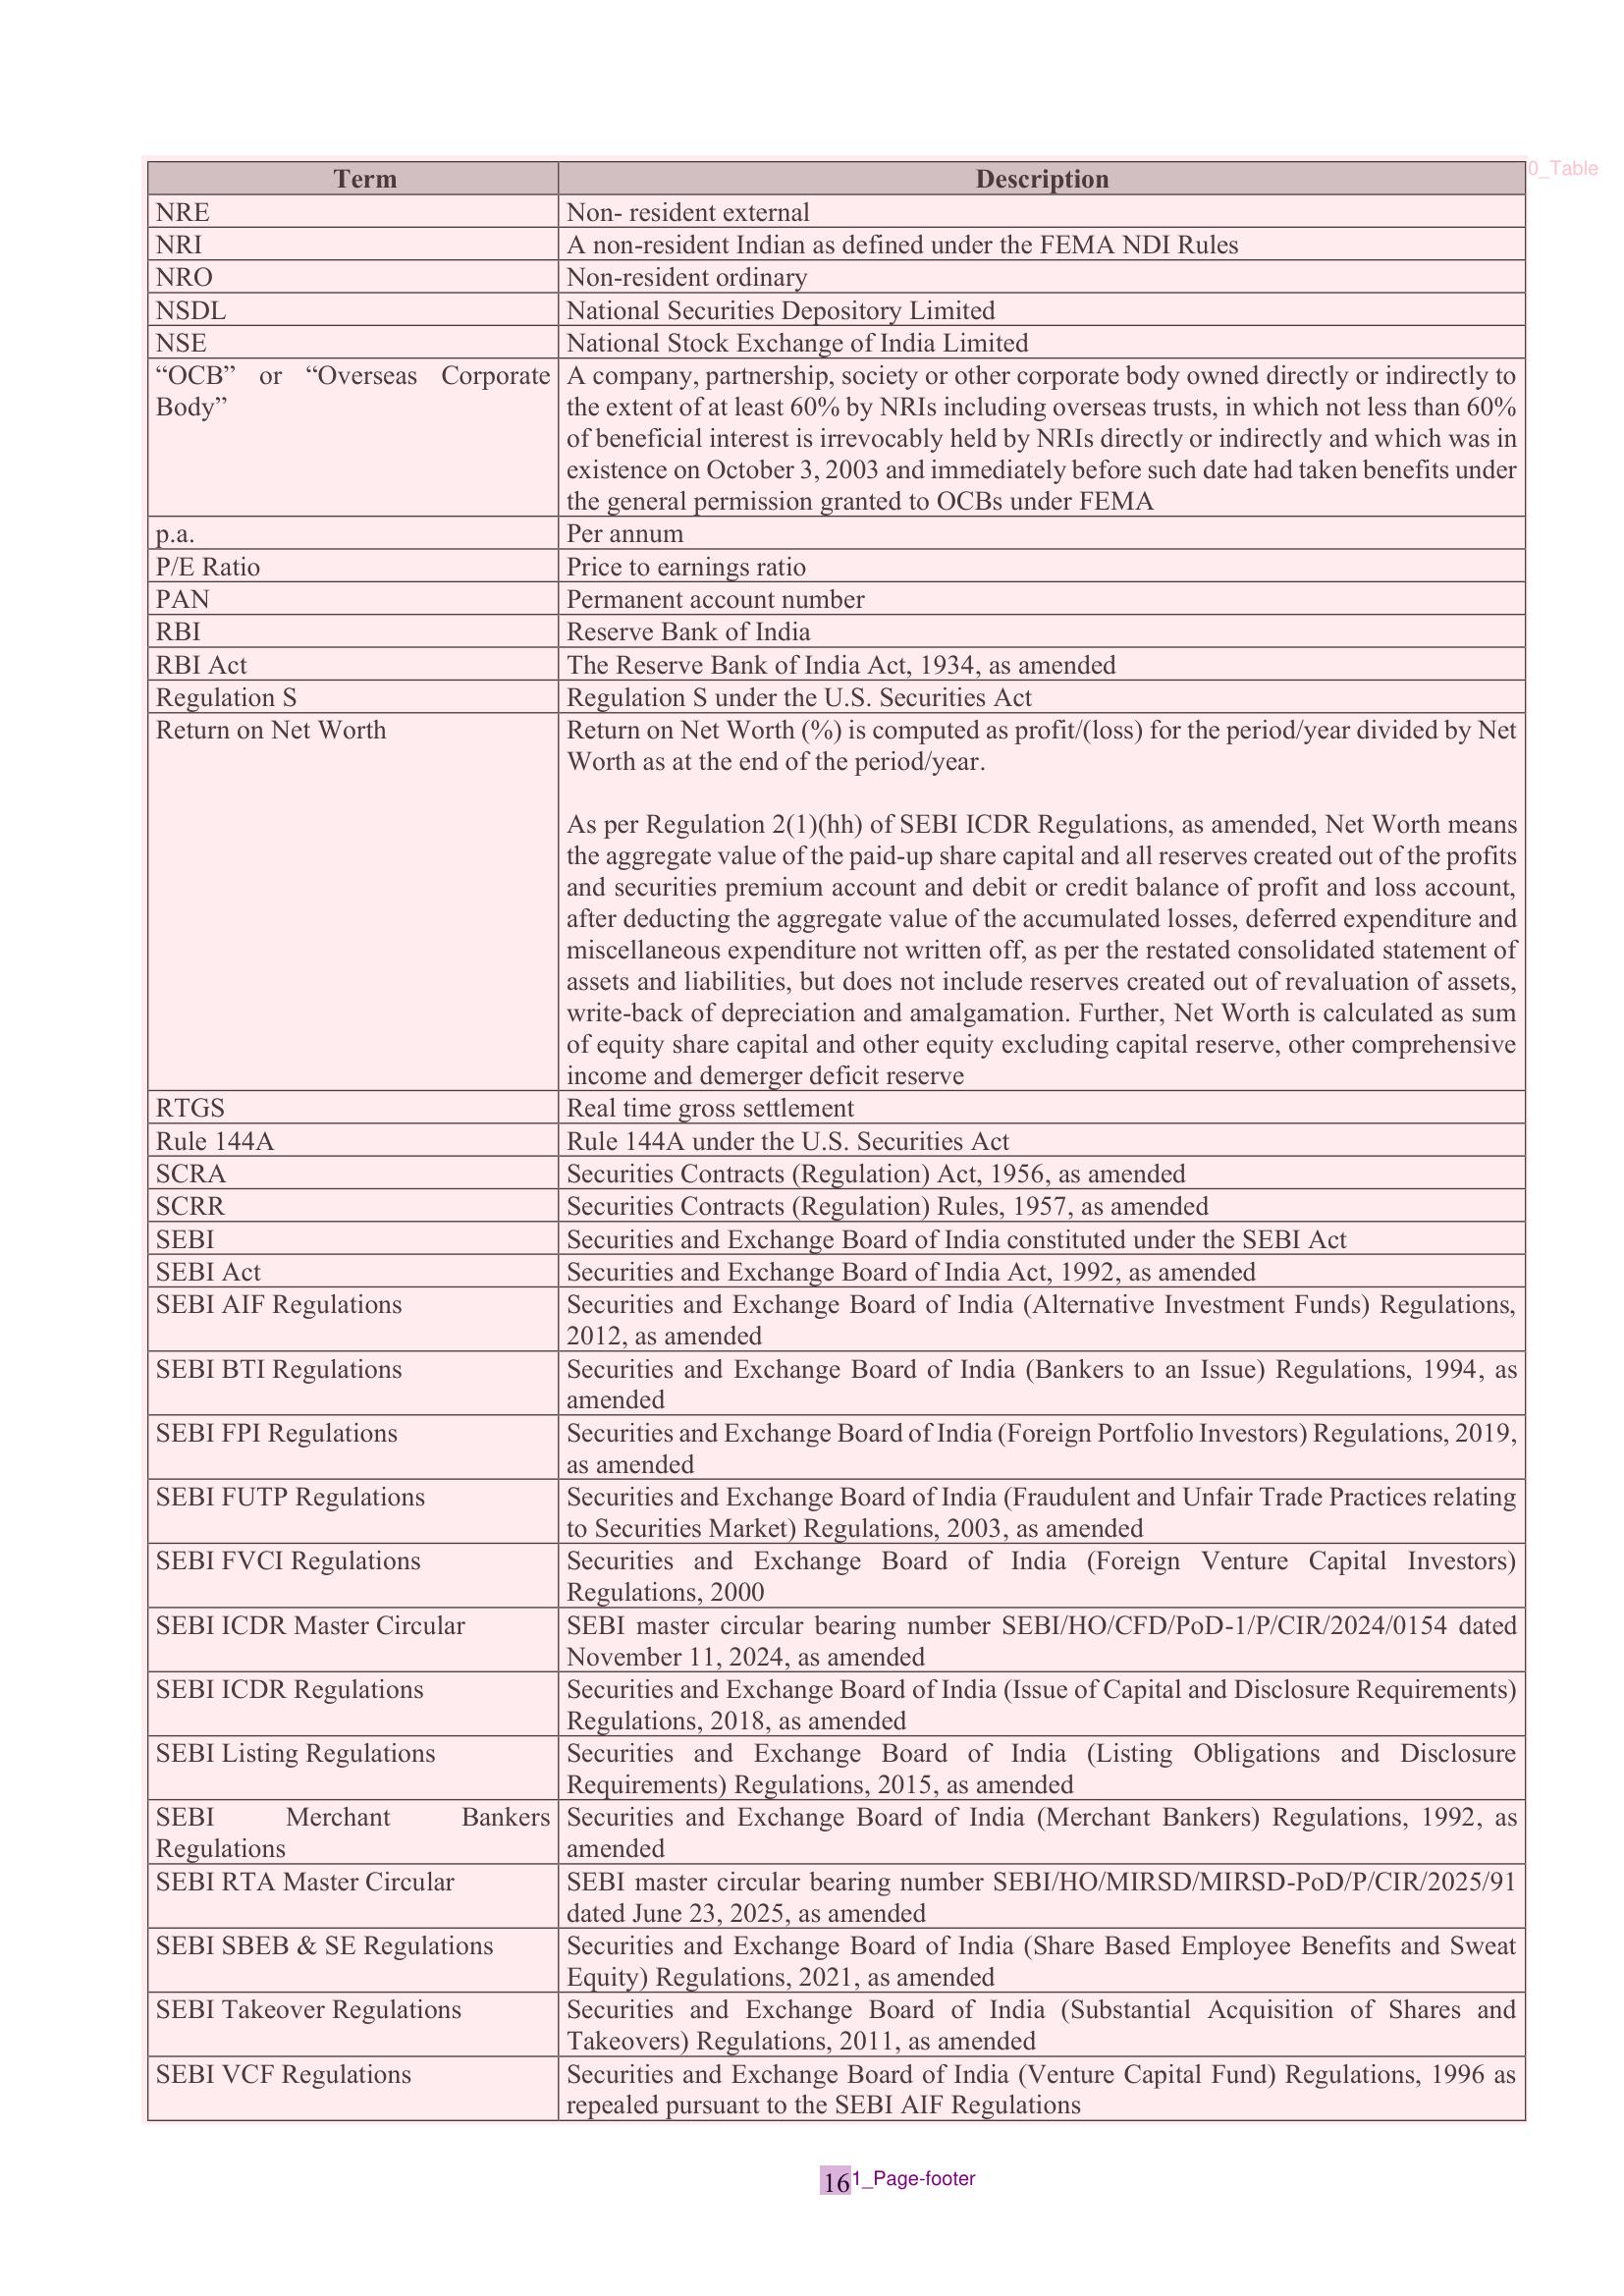 0_Table
Term Description
NRE Non- resident external
NRI A non-resident Indian as defined under the FEMA NDI Rules
NRO Non-resident ordinary
NSDL National Securities Depository Limited
NSE National Stock Exchange of India Limited
“OCB” or “Overseas Corporate A company, partnership, society or other corporate body owned directly or indirectly to
Body” the extent of at least 60% by NRIs including overseas trusts, in which not less than 60%
of beneficial interest is irrevocably held by NRIs directly or indirectly and which was in
existence on October 3, 2003 and immediately before such date had taken benefits under
the general permission granted to OCBs under FEMA
p.a. Per annum
P/E Ratio Price to earnings ratio
PAN Permanent account number
RBI Reserve Bank of India
RBI Act The Reserve Bank of India Act, 1934, as amended
Regulation S Regulation S under the U.S. Securities Act
Return on Net Worth Return on Net Worth (%) is computed as profit/(loss) for the period/year divided by Net
Worth as at the end of the period/year.
As per Regulation 2(1)(hh) of SEBI ICDR Regulations, as amended, Net Worth means
the aggregate value of the paid-up share capital and all reserves created out of the profits
and securities premium account and debit or credit balance of profit and loss account,
after deducting the aggregate value of the accumulated losses, deferred expenditure and
miscellaneous expenditure not written off, as per the restated consolidated statement of
assets and liabilities, but does not include reserves created out of revaluation of assets,
write-back of depreciation and amalgamation. Further, Net Worth is calculated as sum
of equity share capital and other equity excluding capital reserve, other comprehensive
income and demerger deficit reserve
RTGS Real time gross settlement
Rule 144A Rule 144A under the U.S. Securities Act
SCRA Securities Contracts (Regulation) Act, 1956, as amended
SCRR Securities Contracts (Regulation) Rules, 1957, as amended
SEBI Securities and Exchange Board of India constituted under the SEBI Act
SEBI Act Securities and Exchange Board of India Act, 1992, as amended
SEBI AIF Regulations Securities and Exchange Board of India (Alternative Investment Funds) Regulations,
2012, as amended
SEBI BTI Regulations Securities and Exchange Board of India (Bankers to an Issue) Regulations, 1994, as
amended
SEBI FPI Regulations Securities and Exchange Board of India (Foreign Portfolio Investors) Regulations, 2019,
as amended
SEBI FUTP Regulations Securities and Exchange Board of India (Fraudulent and Unfair Trade Practices relating
to Securities Market) Regulations, 2003, as amended
SEBI FVCI Regulations Securities and Exchange Board of India (Foreign Venture Capital Investors)
Regulations, 2000
SEBI ICDR Master Circular SEBI master circular bearing number SEBI/HO/CFD/PoD-1/P/CIR/2024/0154 dated
November 11, 2024, as amended
SEBI ICDR Regulations Securities and Exchange Board of India (Issue of Capital and Disclosure Requirements)
Regulations, 2018, as amended
SEBI Listing Regulations Securities and Exchange Board of India (Listing Obligations and Disclosure
Requirements) Regulations, 2015, as amended
SEBI Merchant Bankers Securities and Exchange Board of India (Merchant Bankers) Regulations, 1992, as
Regulations amended
SEBI RTA Master Circular SEBI master circular bearing number SEBI/HO/MIRSD/MIRSD-PoD/P/CIR/2025/91
dated June 23, 2025, as amended
SEBI SBEB & SE Regulations Securities and Exchange Board of India (Share Based Employee Benefits and Sweat
Equity) Regulations, 2021, as amended
SEBI Takeover Regulations Securities and Exchange Board of India (Substantial Acquisition of Shares and
Takeovers) Regulations, 2011, as amended
SEBI VCF Regulations Securities and Exchange Board of India (Venture Capital Fund) Regulations, 1996 as
repealed pursuant to the SEBI AIF Regulations
16 1_Page-footer